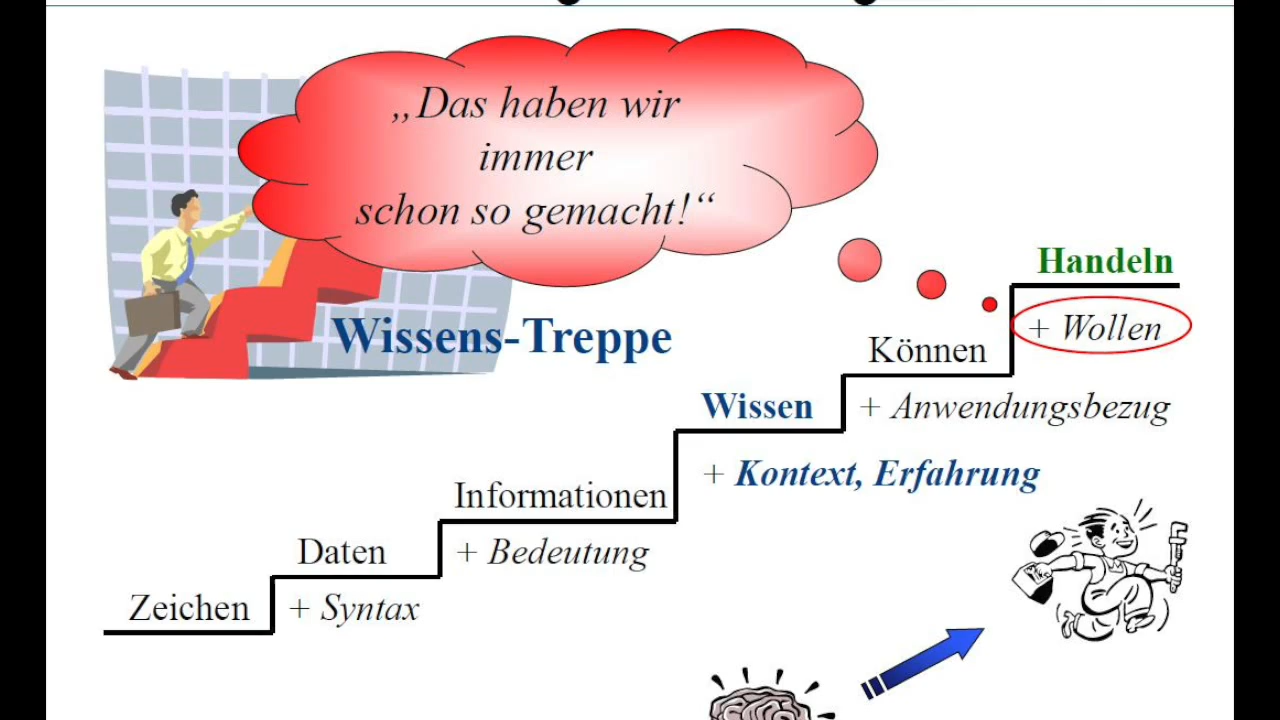 „Das haben wir
immer
schon so gemacht!“
Handeln
+ Wollen
Wissens-Treppe
Können
Wissen
+ Anwendungsbezug
+ Kontext, Erfahrung
Informationen
Daten
+ Bedeutung
Zeichen
+ Syntax